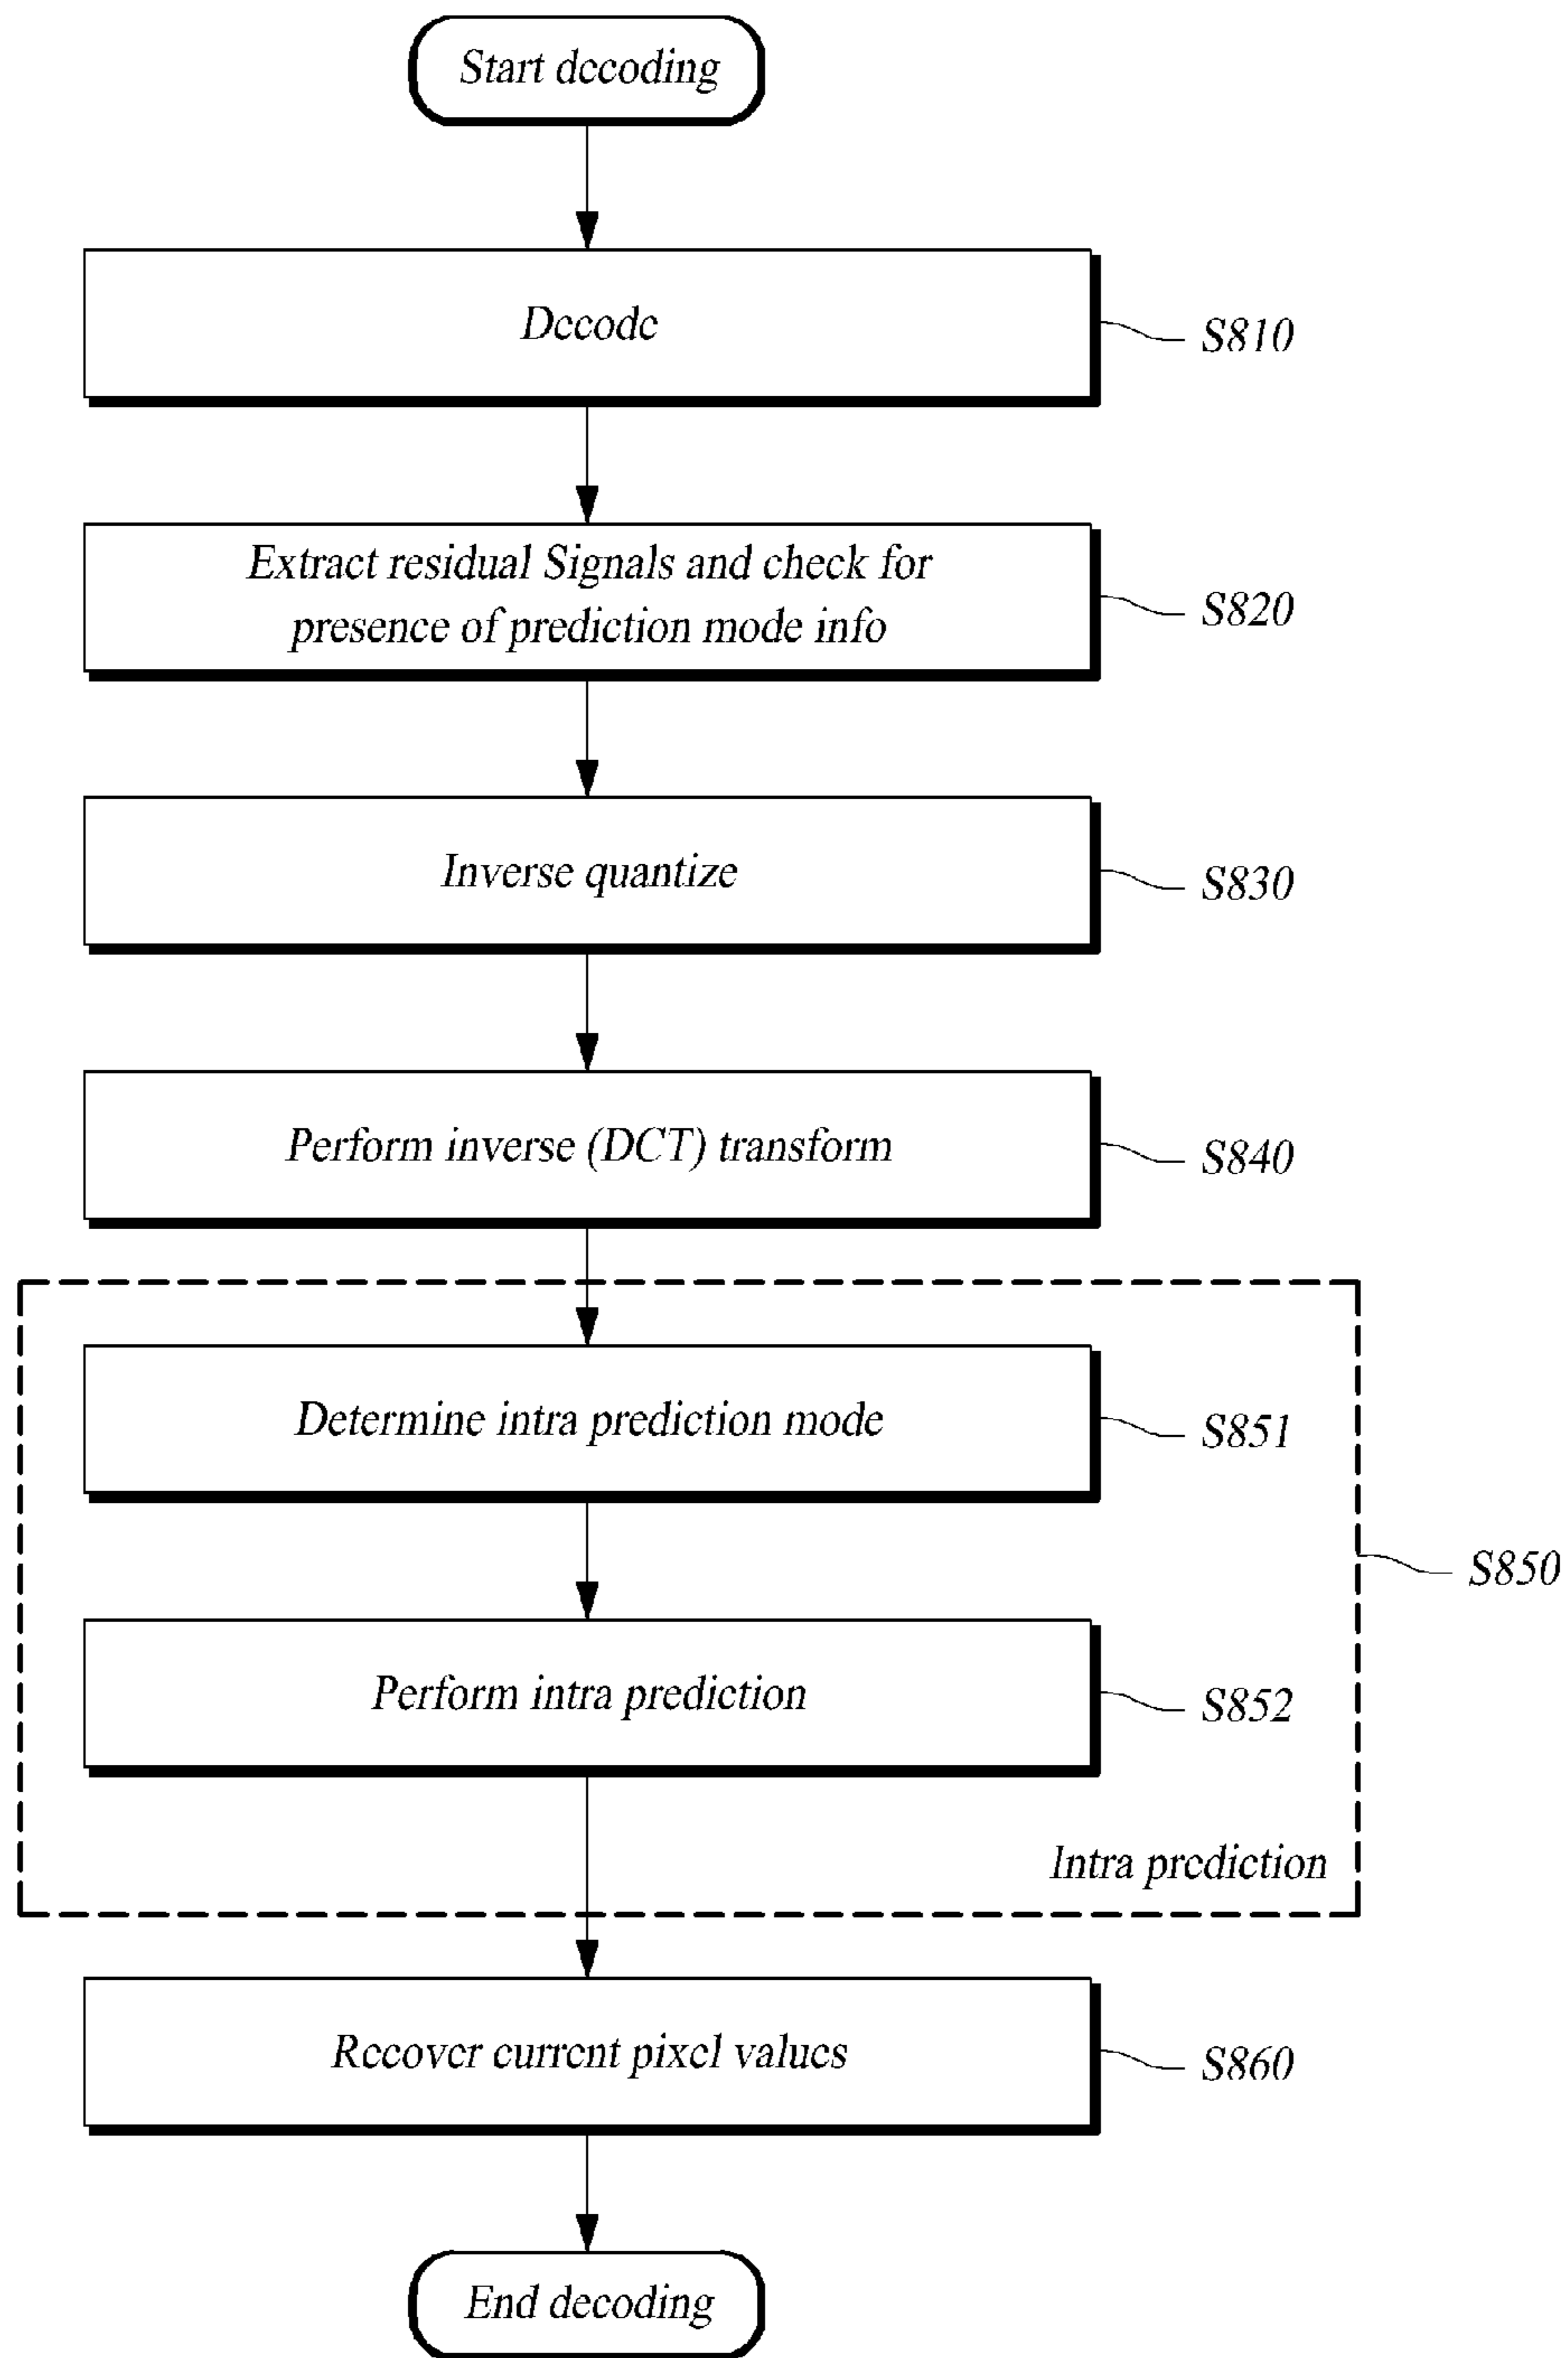 Start decoding
Decode
S810
Extract residual Signals and check for
presence of prediction mode info
S820
Inverse quantize
S830
Perform inverse (DCT) transform
S840
Determine intra prediction mode
S851
S850
Perform intra prediction
S852
Intra prediction
Recover current pixel values
S860
End decoding